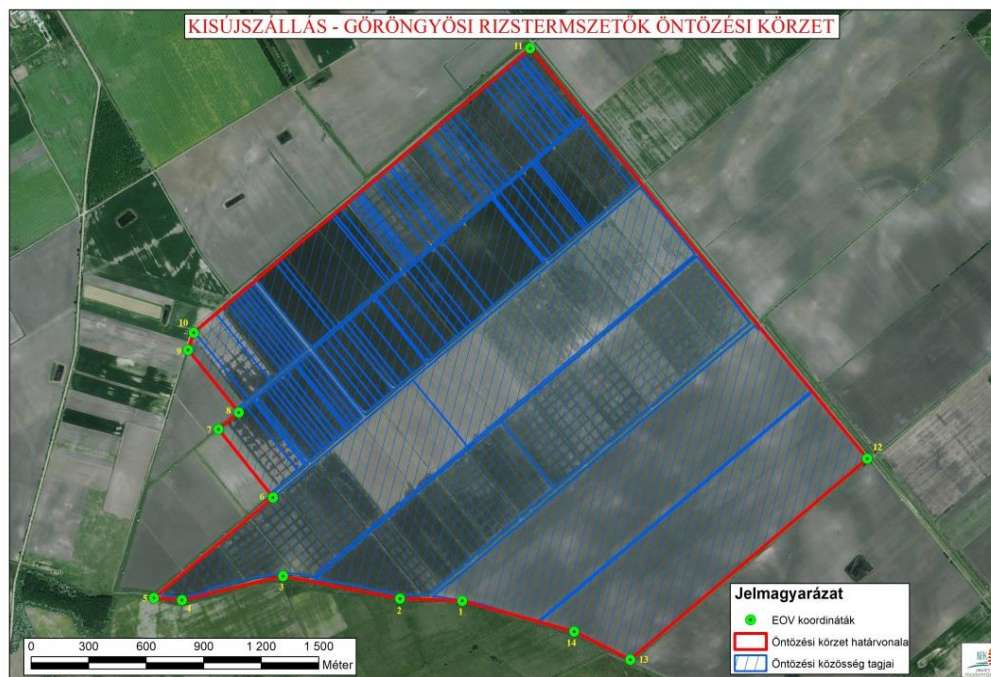 KISÚJSZÁLLÁS - GÖRÖNGYÖSI RIZSTERMSZETŐK ÖNTÖZÉSI KÖRZET
11
10
9
8
7
12
6
5
4
3
2
1
14
13
Jelmagyarázat
EOV koordináták
Öntözési körzet határvonala
Öntözési közösség tagjai
0 300 600 900 1 200 1 500
Méter